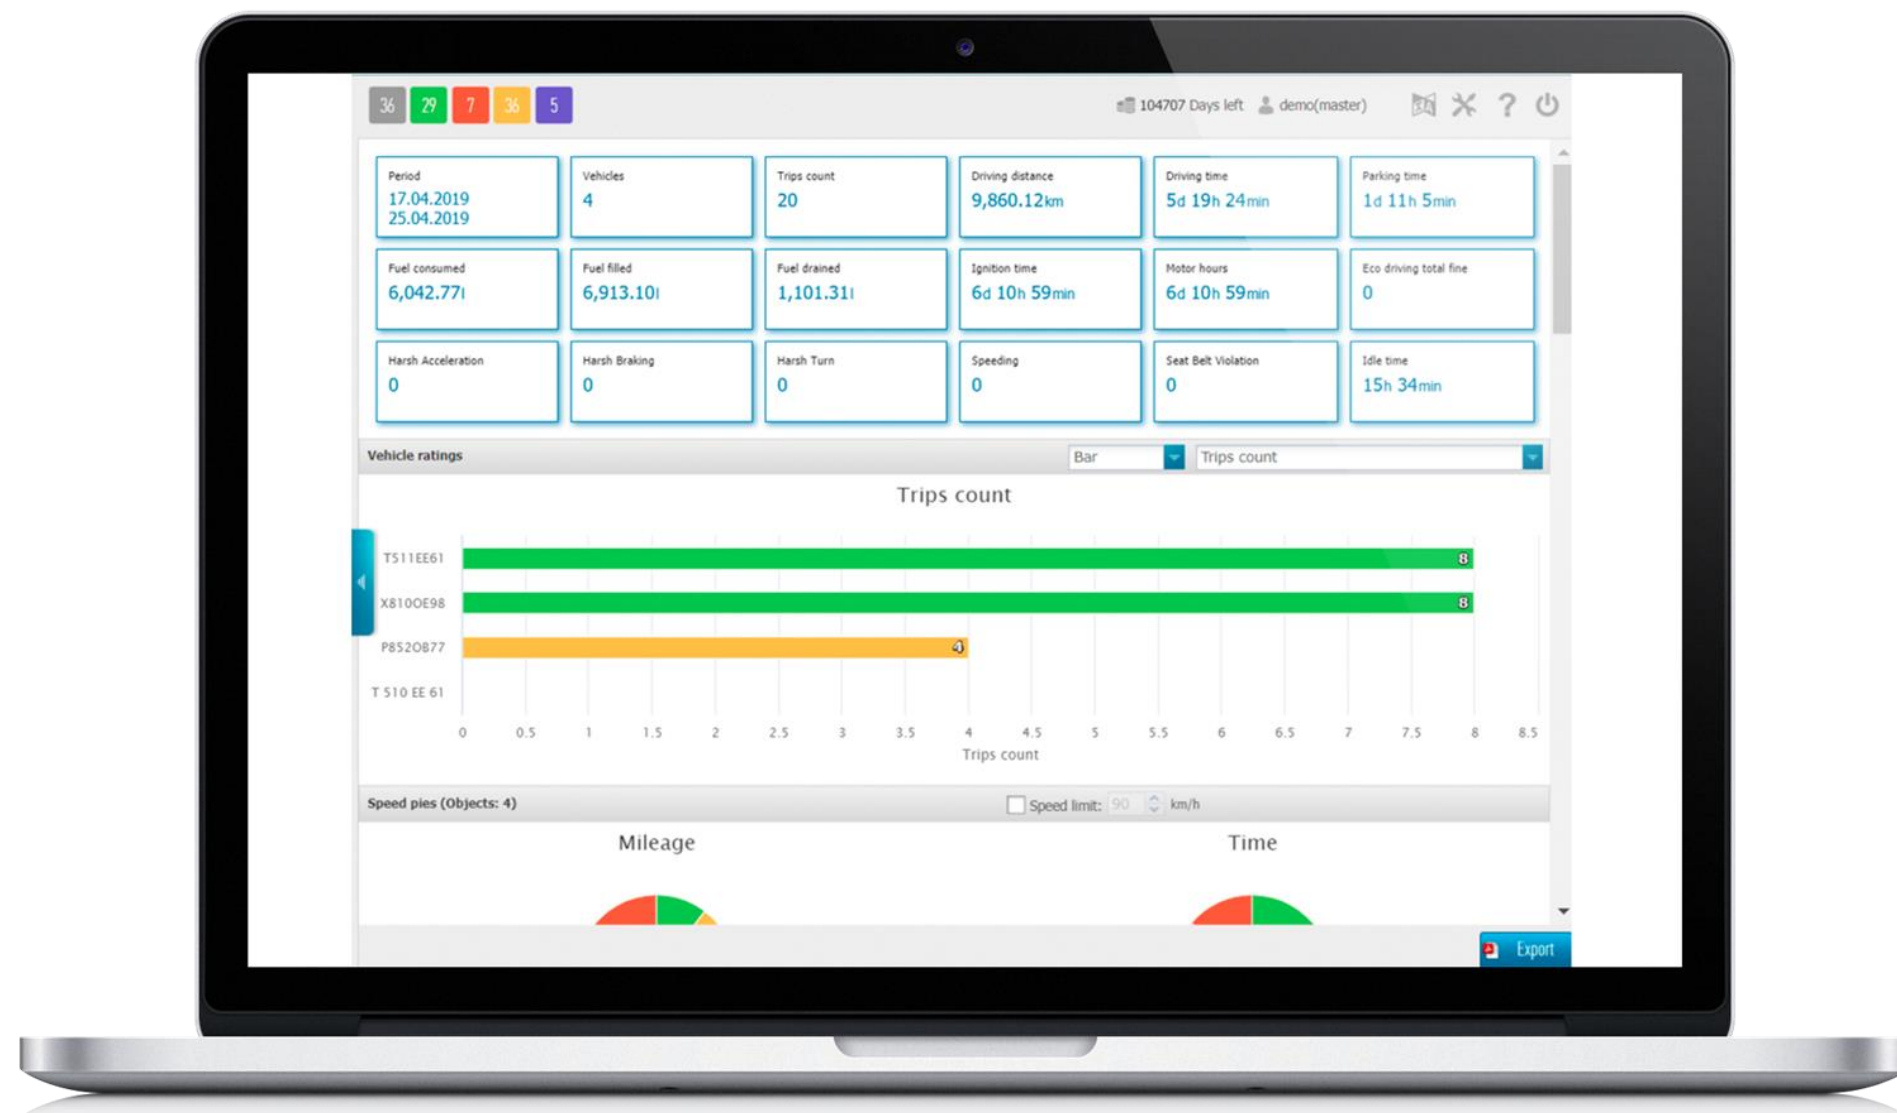 36 29 7 36 5
104707 Days left demo(master)
Period
17.04.2019
25.04.2019
Vehicles
4
Trips count
20
Driving distance
9,860.12km
Driving time
5d 19h 24min
Parking time
1d 11h 5min
Fuel consumed
6,042.77l
Fuel filled
6,913.10l
Fuel drained
1,101.31l
Ignition time
6d 10h 59min
Motor hours
6d 10h 59min
Eco driving total fine
0
Harsh Acceleration
0
Harsh Braking
0
Harsh Turn
0
Speeding
0
Seat Belt Violation
0
Idle time
15h 34min
Vehicle ratings Bar Trips count
Trips count
T511EE61 8
X810OE98 8
P852OB77 4
T 510 EE 61
0 0.5 1 1.5 2 2.5 3 3.5 4 4.5 5 5.5 6 6.5 7 7.5 8 8.5
Trips count
Speed pies (Objects: 4) Speed limit: 90 km/h
Mileage Time
Export